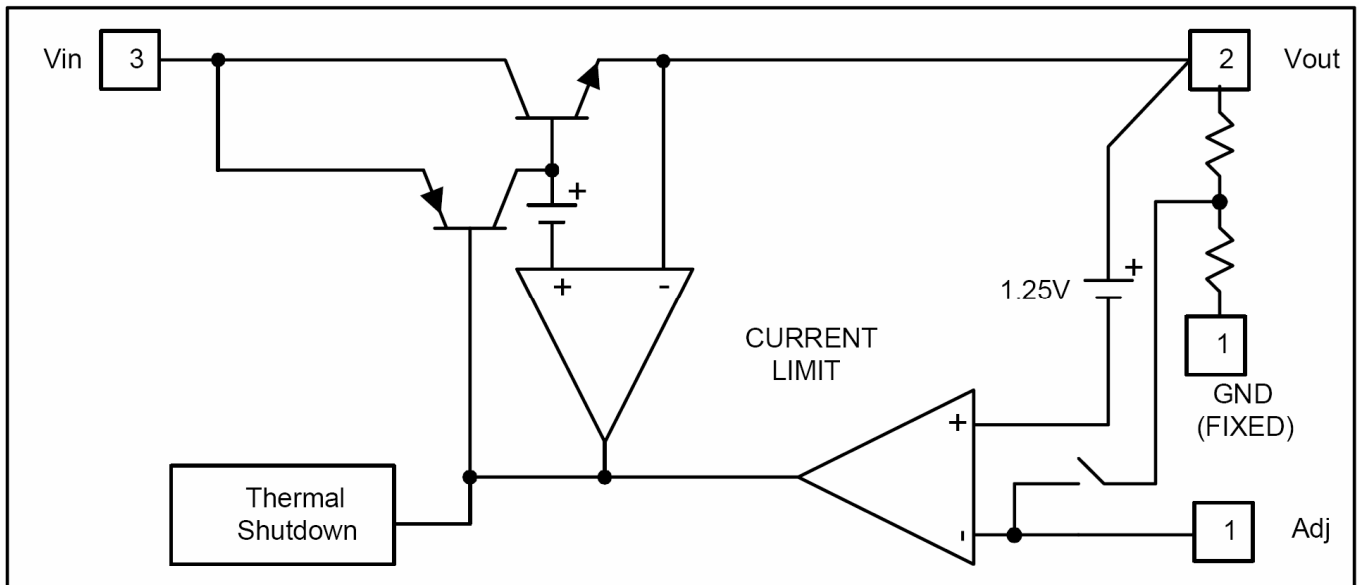 Vin 3
2 Vout
+
+ -
1.25V +
1
GND
(FIXED)
CURRENT
LIMIT
+
-
Thermal
Shutdown
1 Adj